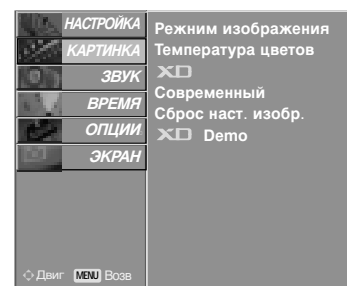 НАСТРОЙКА
КАРТИНКА
ЗВУК
ВРЕМЯ
ОПЦИИ
ЭКРАН
Режним изображения
Температура цветов
XD
Современный
Сброс наст. изобр.
XD Demo
Двиг MENU Возв